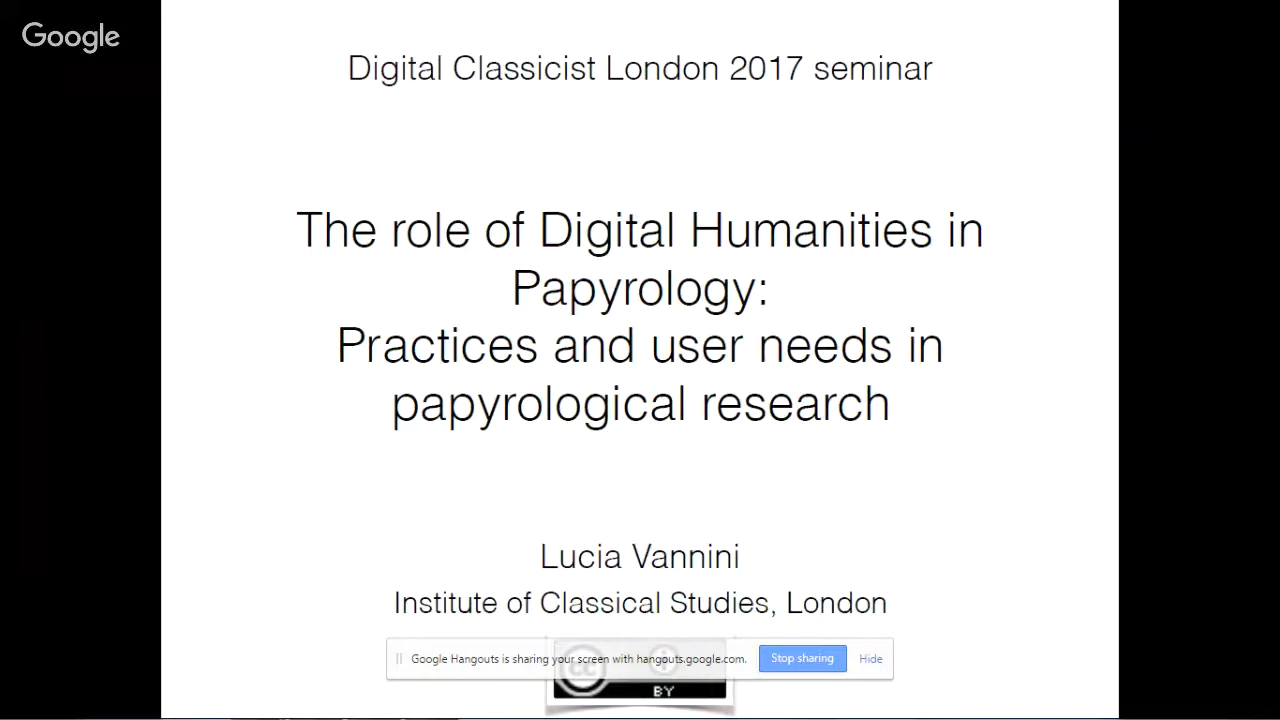 Google
Digital Classicist London 2017 seminar
The role of Digital Humanities in
Papyrology:
Practices and user needs in
papyrological research
Lucia Vannini
Institute of Classical Studies, London
Google Hangouts is sharing your screen with hangouts.google.com.
Stop sharing
Hide
cc
BY